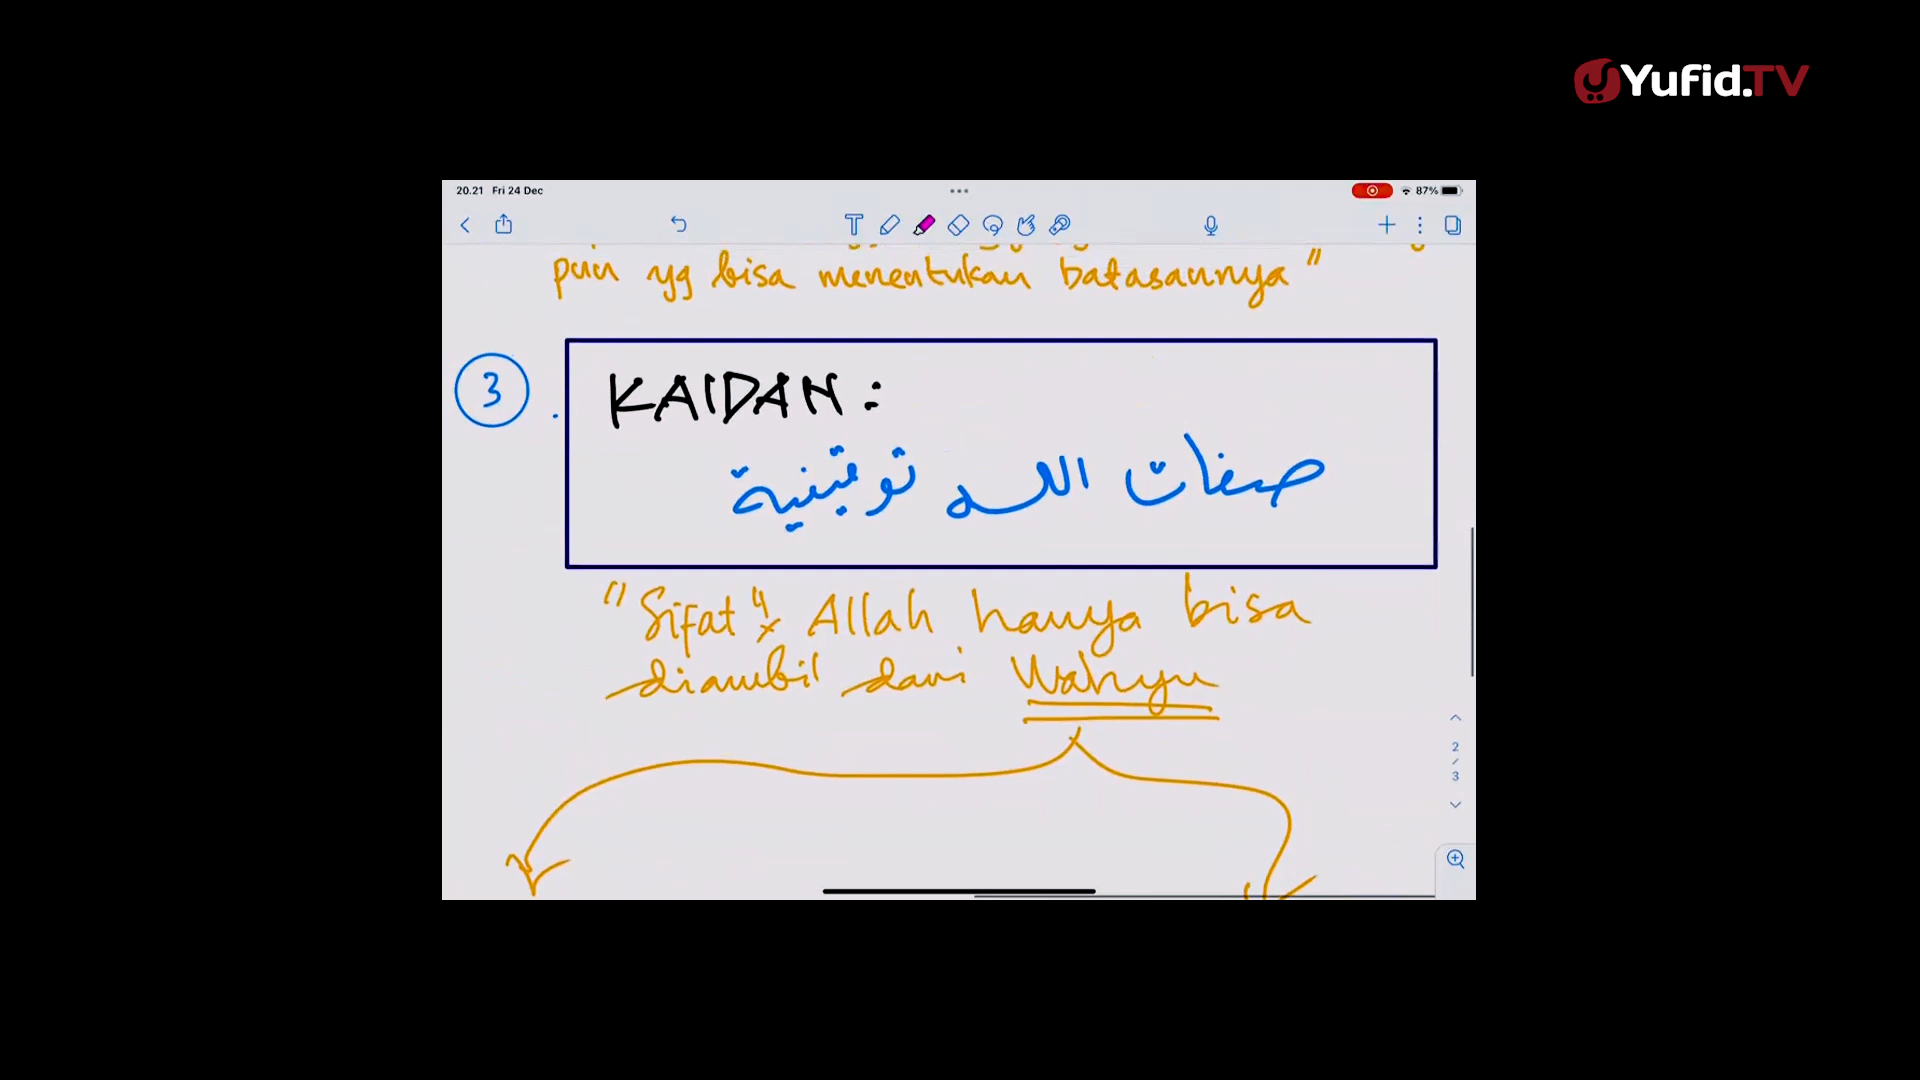 Yufid.TV
20.21 Fri 24 Dec
87%
pun yg bisa menentukan batasannya"
3
KAIDAH :
صفات الله توقيفية
"Sifat" Allah hanya bisa
diambil dari Wahyu
2
/
3